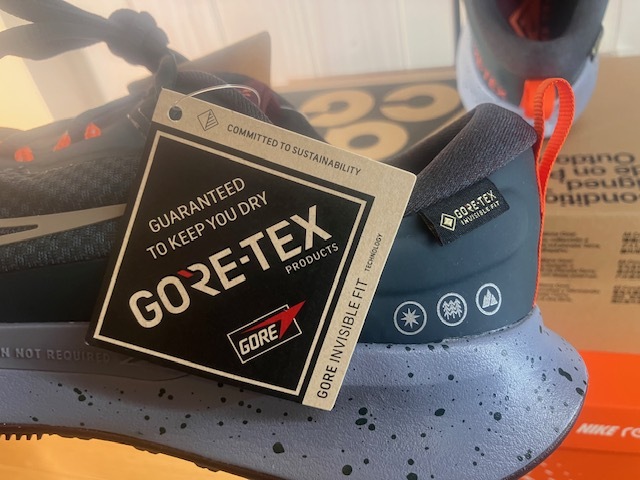 COMMITTED TO SUSTAINABILITY
GUARANTEED
TO KEEP YOU DRY
GORE-TEX
PRODUCTS
GORE
GORE INVISIBLE FIT TECHNOLOGY
GORE-TEX
INVISIBLE FIT
N NOT REQUIRED
NIKE